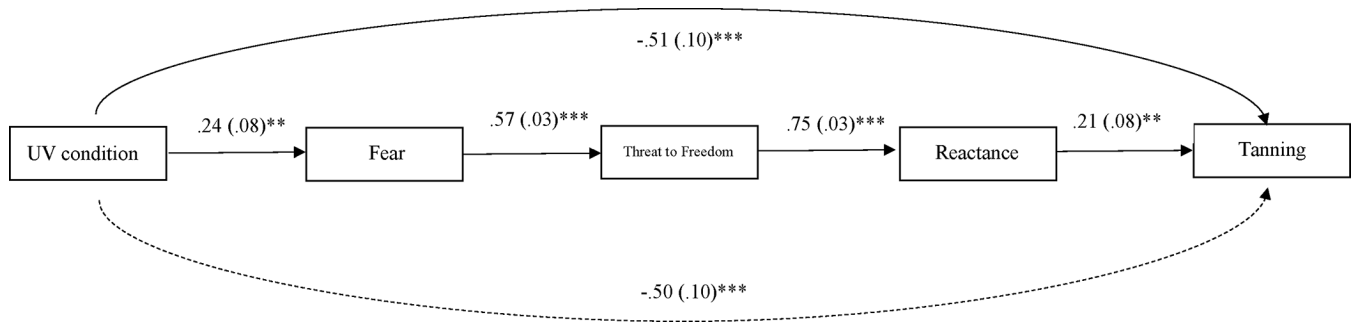 -.51 (.10)***
.24 (.08)**
.57 (.03)***
.75 (.03)***
.21 (.08)**
UV condition
Fear
Threat to Freedom
Reactance
Tanning
-.50 (.10)***